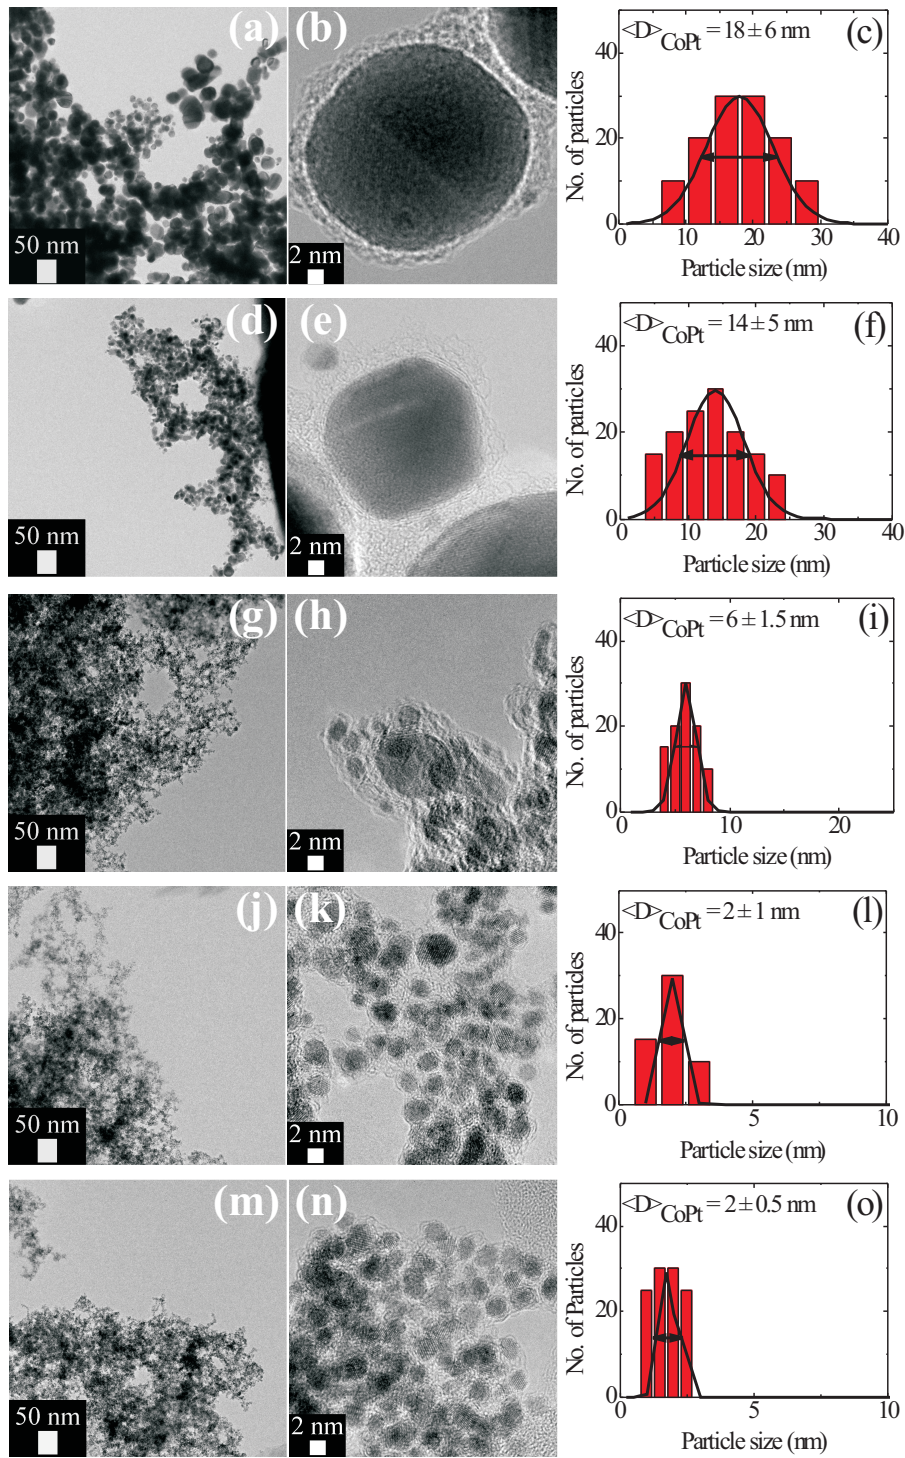 (a)
50 nm
(b)
2 nm
<D>CoPt = 18 ± 6 nm
(c)
No. of particles
40
20
0
0 10 20 30 40
Particle size (nm)
(d)
50 nm
(e)
2 nm
<D>CoPt = 14 ± 5 nm
(f)
No. of particles
40
20
0
0 10 20 30 40
Particle size (nm)
(g)
50 nm
(h)
2 nm
<D>CoPt = 6 ± 1.5 nm
(i)
No. of particles
40
20
0
0 10 20
Particle size (nm)
(j)
50 nm
(k)
2 nm
<D>CoPt = 2 ± 1 nm
(l)
No. of particles
40
20
0
0 5 10
Particle size (nm)
(m)
50 nm
(n)
2 nm
<D>CoPt = 2 ± 0.5 nm
(o)
No. of Particles
40
20
0
0 5 10
Particle size (nm)